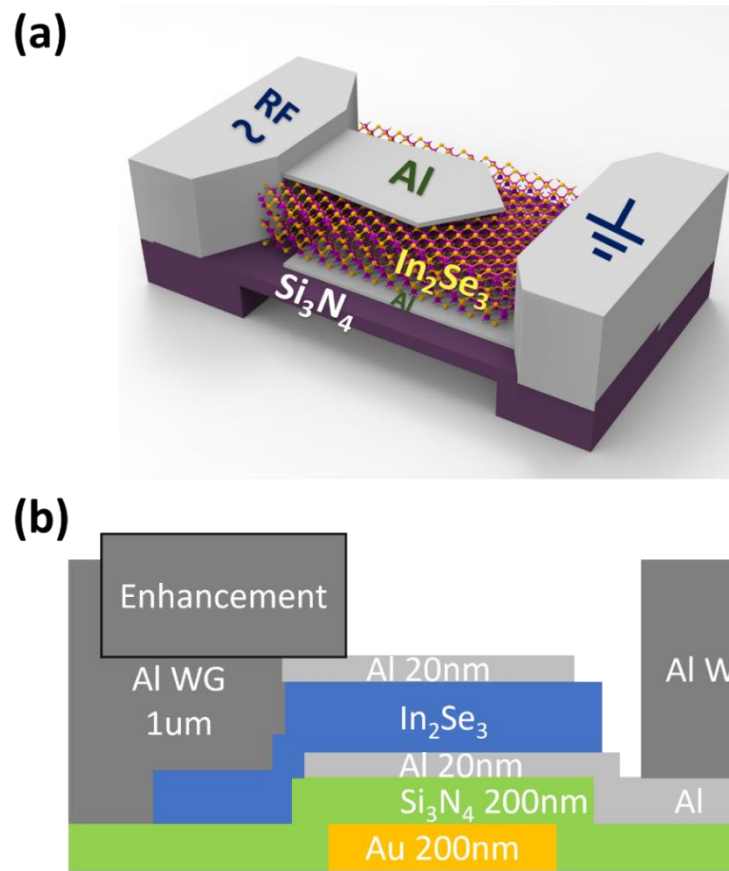 (a)
RF
~
Al
In₂Se₃
Al
Si₃N₄
(b)
Enhancement
Al 20nm
Al WG
1um
Al W
In₂Se₃
Al 20nm
Si₃N₄ 200nm
Al
Au 200nm